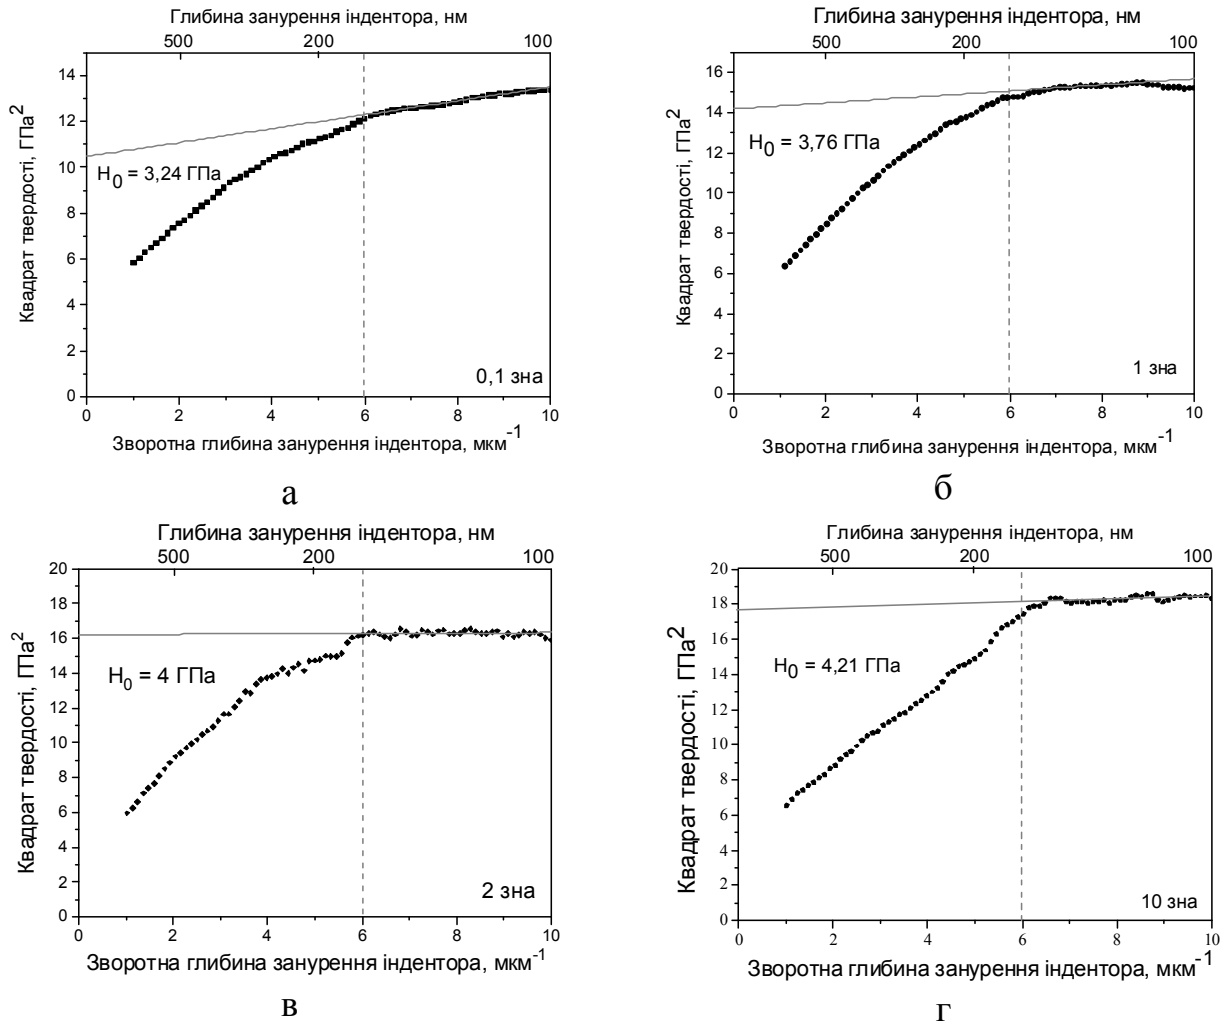 Глибина занурення індентора, нм
500 200 100
14
12
10
8
6
4
2
0
Квадрат твердості, ГПа²
H₀ = 3,24 ГПа
0,1 зна
0 2 4 6 8 10
Зворотна глибина занурення індентора, мкм⁻¹
а
Глибина занурення індентора, нм
500 200 100
16
14
12
10
8
6
4
2
0
Квадрат твердості, ГПа²
H₀ = 3,76 ГПа
1 зна
0 2 4 6 8 10
Зворотна глибина занурення індентора, мкм⁻¹
б
Глибина занурення індентора, нм
500 200 100
20
18
16
14
12
10
8
6
4
2
0
Квадрат твердості, ГПа²
H₀ = 4 ГПа
2 зна
0 2 4 6 8 10
Зворотна глибина занурення індентора, мкм⁻¹
в
Глибина занурення індентора, нм
500 200 100
20
18
16
14
12
10
8
6
4
2
0
Квадрат твердості, ГПа²
H₀ = 4,21 ГПа
10 зна
0 2 4 6 8 10
Зворотна глибина занурення індентора, мкм⁻¹
г